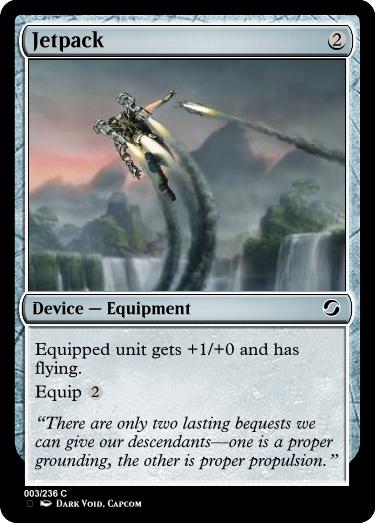 Jetpack 2
Device — Equipment
Equipped unit gets +1/+0 and has
flying.
Equip 2
“There are only two lasting bequests we
can give our descendants—one is a proper
grounding, the other is proper propulsion.”
003/236 C
Dark Void, Capcom